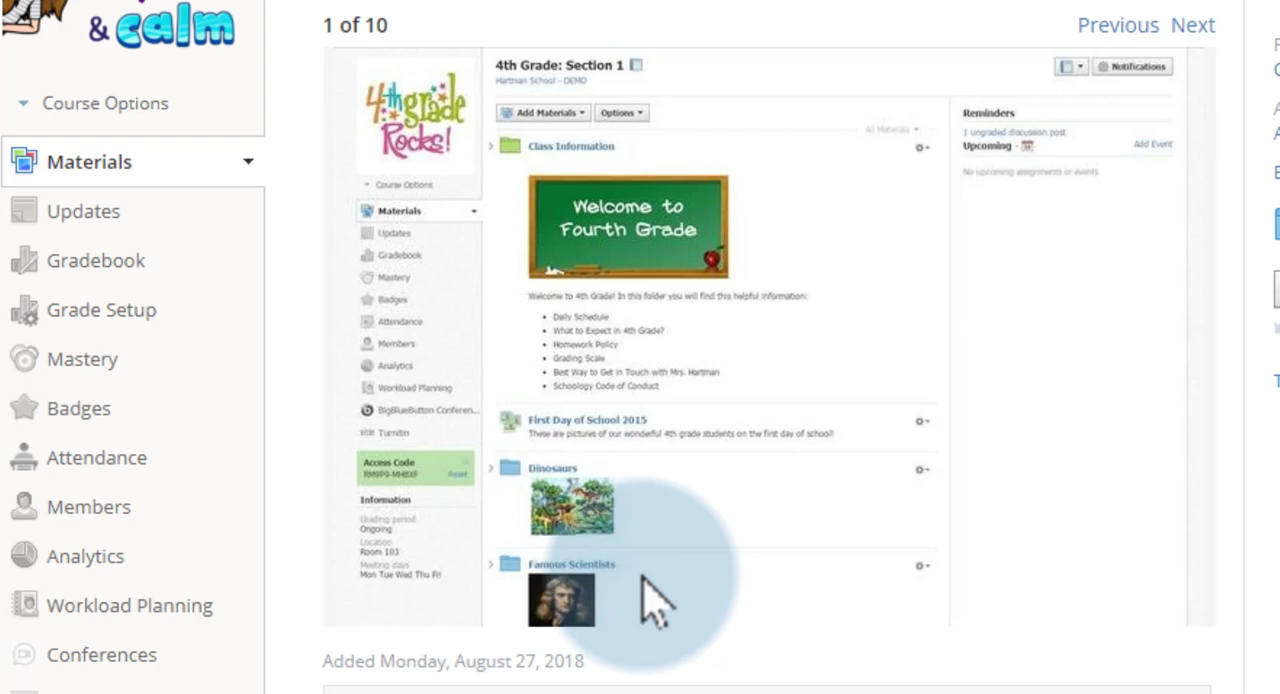 & calm
Course Options
Materials
Updates
Gradebook
Grade Setup
Mastery
Badges
Attendance
Members
Analytics
Workload Planning
Conferences
1 of 10
Previous Next
4th grade
Rocks!
Course Options
Materials
Updates
Gradebook
Mastery
Badges
Attendance
Members
Analytics
Workload Planning
BigBlueButton Conferen...
Turnitin
Access Code
Reset
Information
Grading period
Ongoing
Location
Room 103
Meeting days
Mon Tue Wed Thu Fri
4th Grade: Section 1
Hartman School - DEMO
Notifications
Add Materials
Options
All Materials
Class Information
Welcome to
Fourth Grade
Welcome to 4th Grade! In this folder you will find this helpful information:
• Daily Schedule
• What to Expect in 4th Grade?
• Homework Policy
• Grading Scale
• Best Way to Get in Touch with Mrs. Hartman
• Schoology Code of Conduct
First Day of School 2015
These are pictures of our wonderful 4th grade students on the first day of school!
Dinosaurs
Famous Scientists
Reminders
1 ungraded discussion post
Upcoming
Add Event
No upcoming assignments or events
Added Monday, August 27, 2018